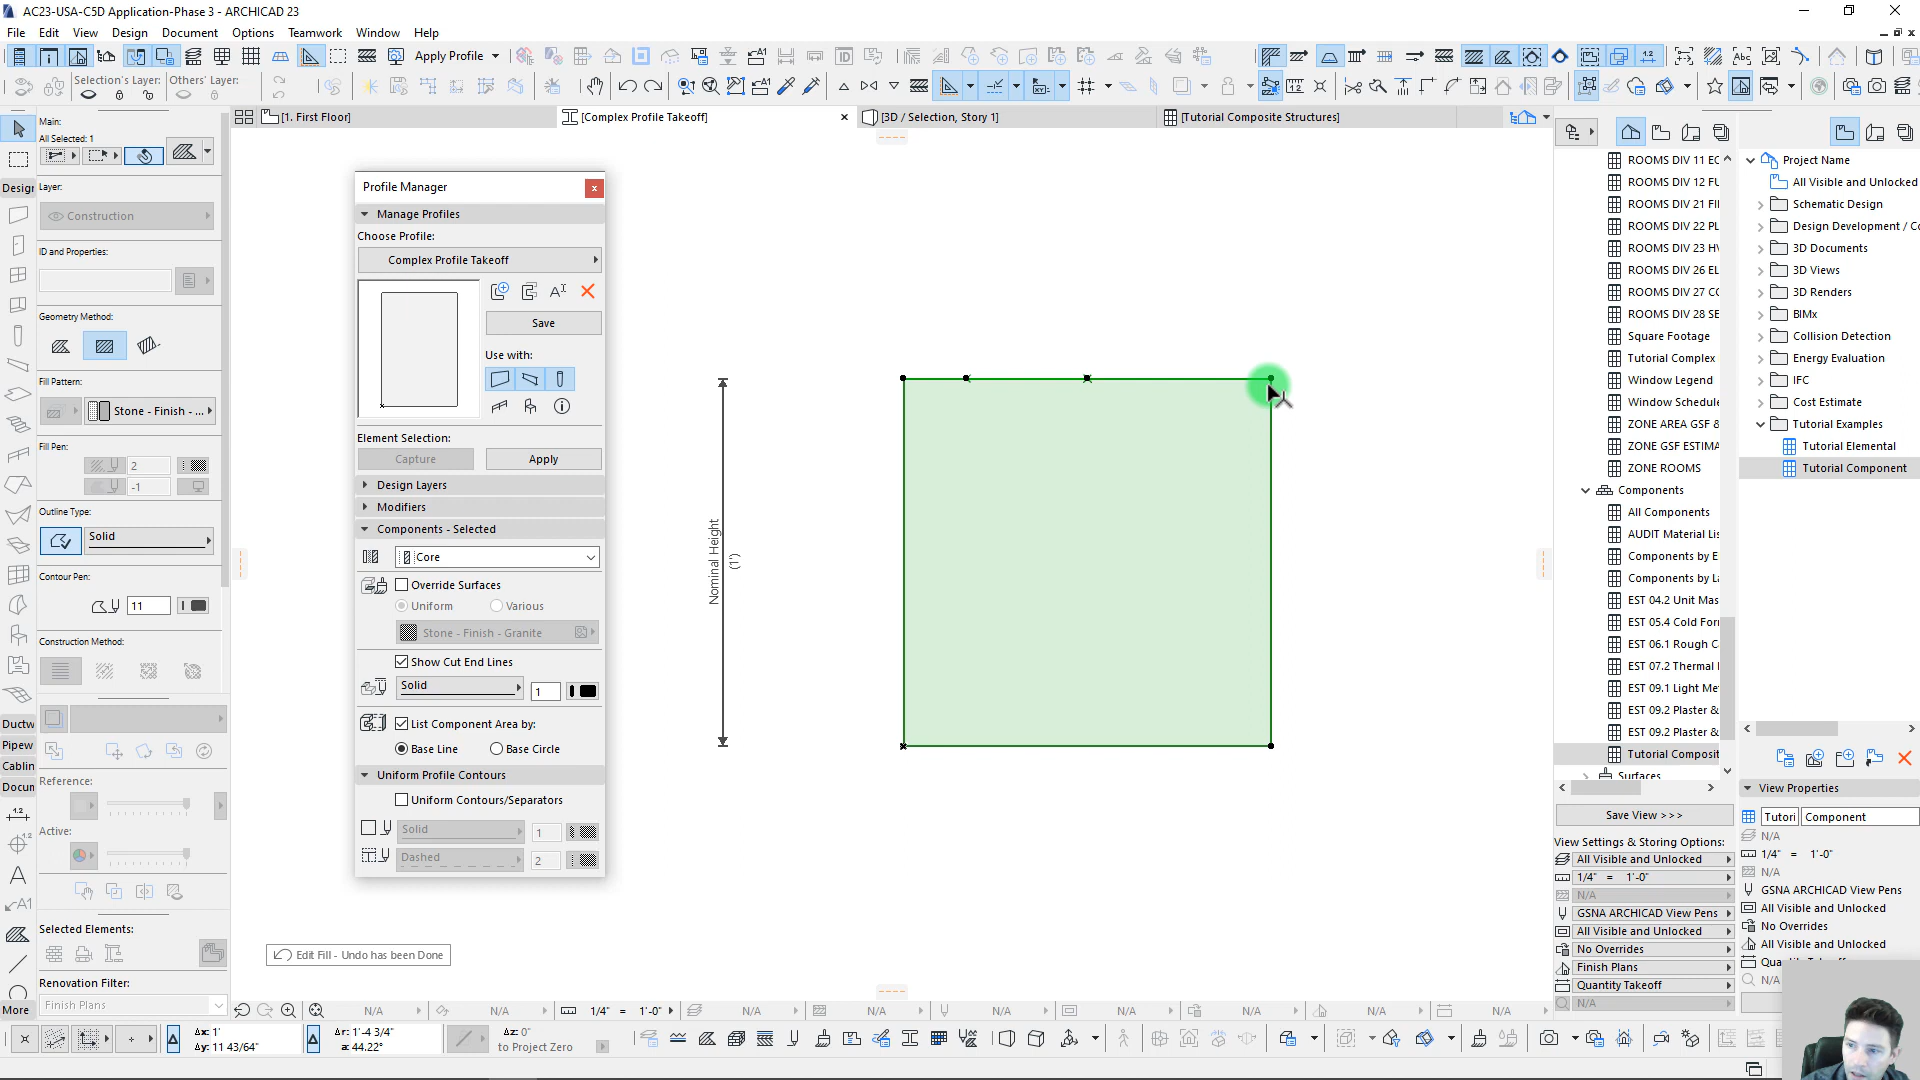 AC23-USA-C5D Application-Phase 3 - ARCHICAD 23
File Edit View Design Document Options Teamwork Window Help
Apply Profile
Selection's Layer: Others' Layer:
[1. First Floor]
[Complex Profile Takeoff]
[3D / Selection, Story 1]
[Tutorial Composite Structures]
Main:
All Selected: 1
Layer:
Construction
ID and Properties:
Geometry Method:
Fill Pattern:
Stone - Finish - ...
Fill Pen:
2
-1
Outline Type:
Solid
Contour Pen:
11
Construction Method:
Reference:
Active:
Selected Elements:
Renovation Filter:
Finish Plans
Design
Ductw
Pipew
Cablin
Docun
More
Profile Manager
Manage Profiles
Choose Profile:
Complex Profile Takeoff
Save
Use with:
Element Selection:
Capture
Apply
Design Layers
Modifiers
Components - Selected
Core
Override Surfaces
Uniform
Various
Stone - Finish - Granite
Show Cut End Lines
Solid
1
List Component Area by:
Base Line
Base Circle
Uniform Profile Contours
Uniform Contours/Separators
Solid
1
Dashed
2
Nominal Height
(1')
Edit Fill - Undo has been Done
ROOMS DIV 11 EC
ROOMS DIV 12 FU
ROOMS DIV 21 FII
ROOMS DIV 22 PL
ROOMS DIV 23 HV
ROOMS DIV 26 EL
ROOMS DIV 27 CC
ROOMS DIV 28 SE
Square Footage
Tutorial Complex
Window Legend
Window Schedule
ZONE AREA GSF &
ZONE GSF ESTIMA
ZONE ROOMS
Components
All Components
AUDIT Material Lis
Components by E
Components by La
EST 04.2 Unit Mas
EST 05.4 Cold For
EST 06.1 Rough C
EST 07.2 Thermal
EST 09.1 Light Me
EST 09.2 Plaster &
EST 09.2 Plaster &
Tutorial Composit
Surfaces
Save View >>>
View Settings & Storing Options:
All Visible and Unlocked
1/4" = 1'-0"
N/A
GSNA ARCHICAD View Pens
All Visible and Unlocked
No Overrides
Finish Plans
Quantity Takeoff
N/A
Project Name
All Visible and Unlocked
Schematic Design
Design Development / Co
3D Documents
3D Views
3D Renders
BIMx
Collision Detection
Energy Evaluation
IFC
Cost Estimate
Tutorial Examples
Tutorial Elemental
Tutorial Component
View Properties
Tutori Component
N/A
1/4" = 1'-0"
N/A
GSNA ARCHICAD View Pens
All Visible and Unlocked
No Overrides
All Visible and Unlocked
N/A
N/A N/A 1/4" = 1'-0" N/A N/A N/A N/A N/A N/A N/A
Δx: 1'
Δy: 11 43/64"
Δr: 1'-4 3/4"
a: 44.22°
Δz: 0"
to Project Zero